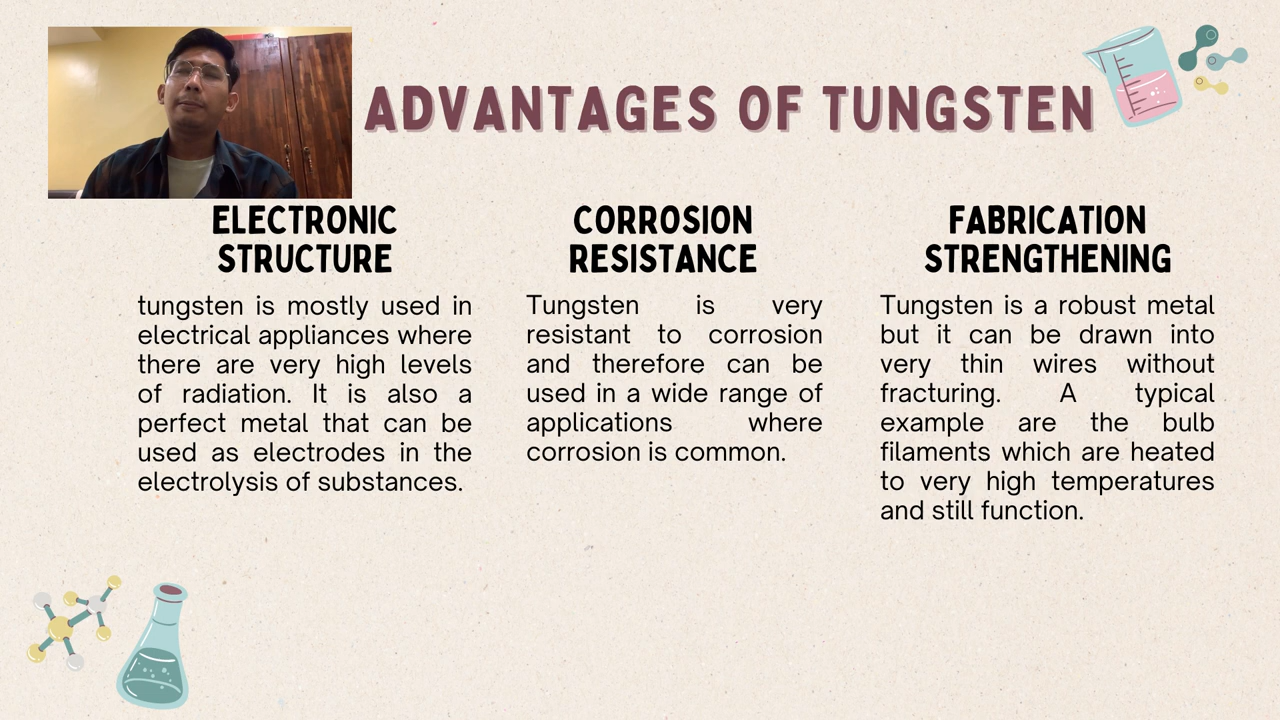 ADVANTAGES OF TUNGSTEN
ELECTRONIC
STRUCTURE
tungsten is mostly used in
electrical appliances where
there are very high levels
of radiation. It is also a
perfect metal that can be
used as electrodes in the
electrolysis of substances.
CORROSION
RESISTANCE
Tungsten is very
resistant to corrosion
and therefore can be
used in a wide range of
applications where
corrosion is common.
FABRICATION
STRENGTHENING
Tungsten is a robust metal
but it can be drawn into
very thin wires without
fracturing. A typical
example are the bulb
filaments which are heated
to very high temperatures
and still function.